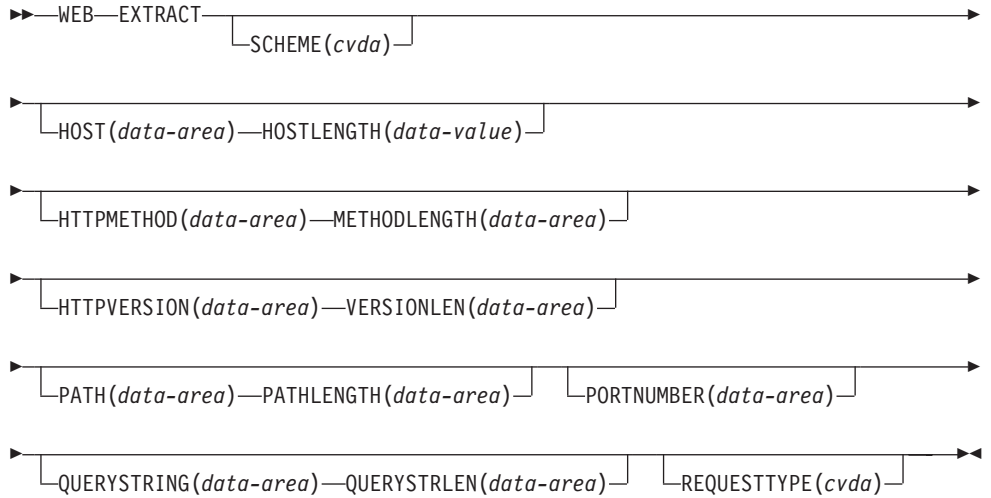 WEB EXTRACT
SCHEME(cvda)
HOST(data-area) HOSTLENGTH(data-value)
HTTPMETHOD(data-area) METHODLENGTH(data-area)
HTTPVERSION(data-area) VERSIONLEN(data-area)
PATH(data-area) PATHLENGTH(data-area) PORTNUMBER(data-area)
QUERYSTRING(data-area) QUERYSTRLEN(data-area) REQUESTTYPE(cvda)